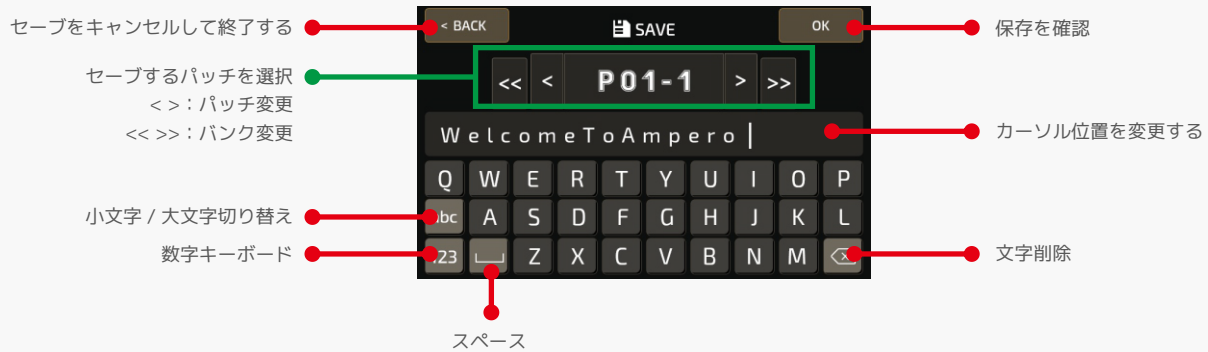 セーブをキャンセルして終了する
< BACK
SAVE
OK
保存を確認
セーブするパッチを選択
< >：パッチ変更
<< >>：バンク変更
<< < P01-1 > >>
WelcomeToAmpero
カーソル位置を変更する
Q W E R T Y U I O P
小文字 / 大文字切り替え
abc A S D F G H J K L
数字キーボード
123 Z X C V B N M
文字削除
スペース